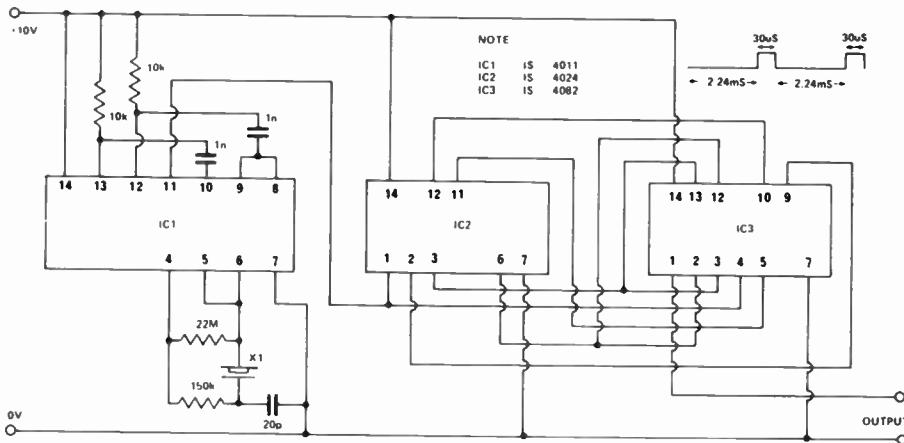 +10V
10k
10k
1n
1n
NOTE
IC1 IS 4011
IC2 IS 4024
IC3 IS 4082
30uS 30uS
2 24mS 2.24mS
14 13 12 11 10 9 8
IC1
4 5 6 7
14 12 11
IC2
1 2 3 6 7
14 13 12 10 9
IC3
1 2 3 4 5 7
22M
X1
150k
20p
0V
OUTPUT